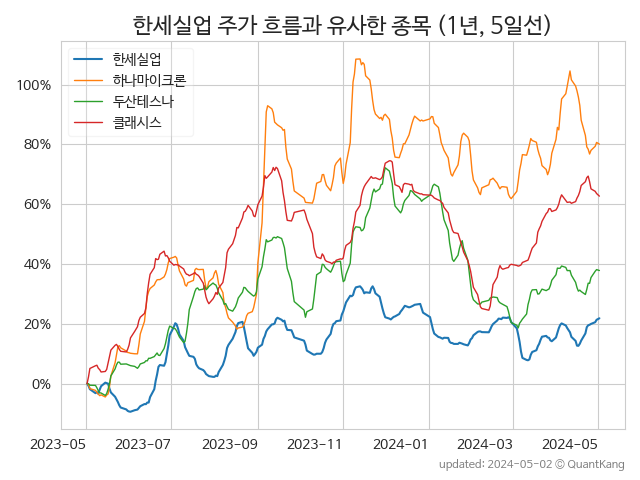 한세실업 주가 흐름과 유사한 종목 (1년, 5일선)
한세실업
하나마이크론
두산테스나
클래시스
100%
80%
60%
40%
20%
0%
2023-05 2023-07 2023-09 2023-11 2024-01 2024-03 2024-05
updated: 2024-05-02 © QuantKang